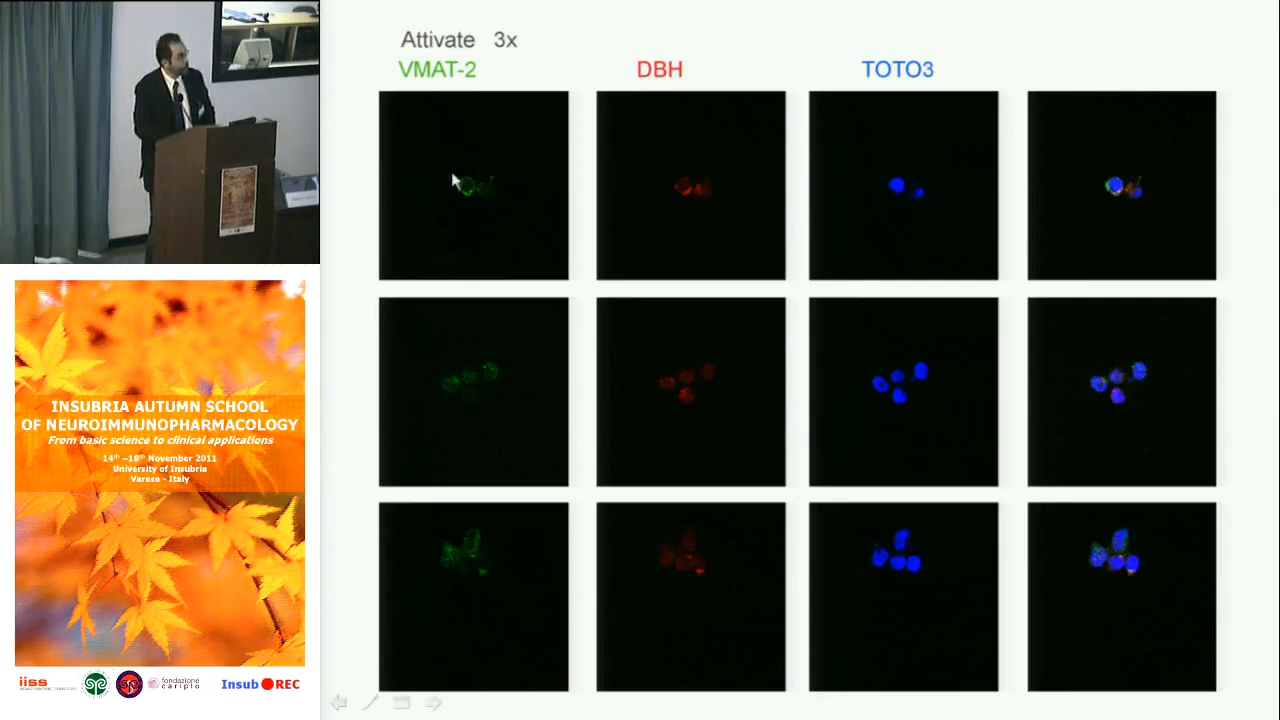 Attivate 3x
VMAT-2 DBH TOTO3
INSUBRIA AUTUMN SCHOOL
OF NEUROIMMUNOPHARMACOLOGY
From basic science to clinical applications
14th -18th November 2011
University of Insubria
Varese - Italy
iiss
fondazione
cariplo
Insub REC